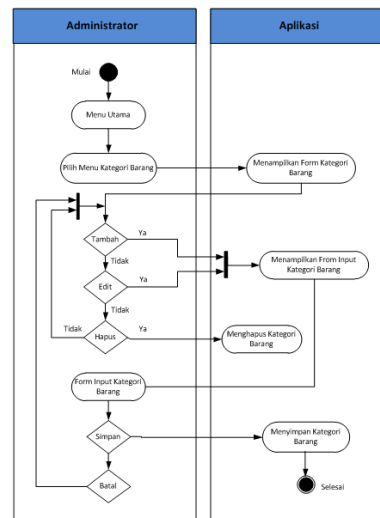 Administrator
Aplikasi
Mulai
Menu Utama
Pilih Menu Kategori Barang
Menampilkan Form Kategori
Barang
Tambah
Ya
Tidak
Menampilkan From Input
Kategori Barang
Edit
Ya
Tidak
Tidak
Hapus
Ya
Menghapus Kategori
Barang
Form Input Kategori
Barang
Simpan
Menyimpan Kategori
Barang
Batal
Selesai